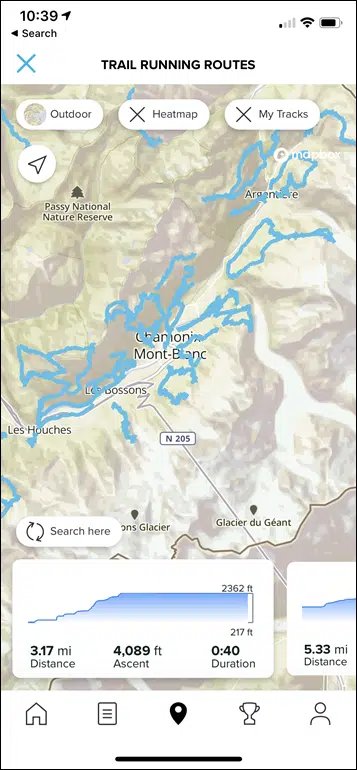 10:39
◀ Search
TRAIL RUNNING ROUTES
Outdoor
Heatmap
My Tracks
mapbox
Argentière
Passy National
Nature Reserve
Chamonix
Mont-Blanc
Les Bossons
Les Houches
N 205
Search here
ons Glacier
Glacier du Géant
2362 ft
217 ft
3.17 mi
Distance
4,089 ft
Ascent
0:40
Duration
5.33 mi
Distance